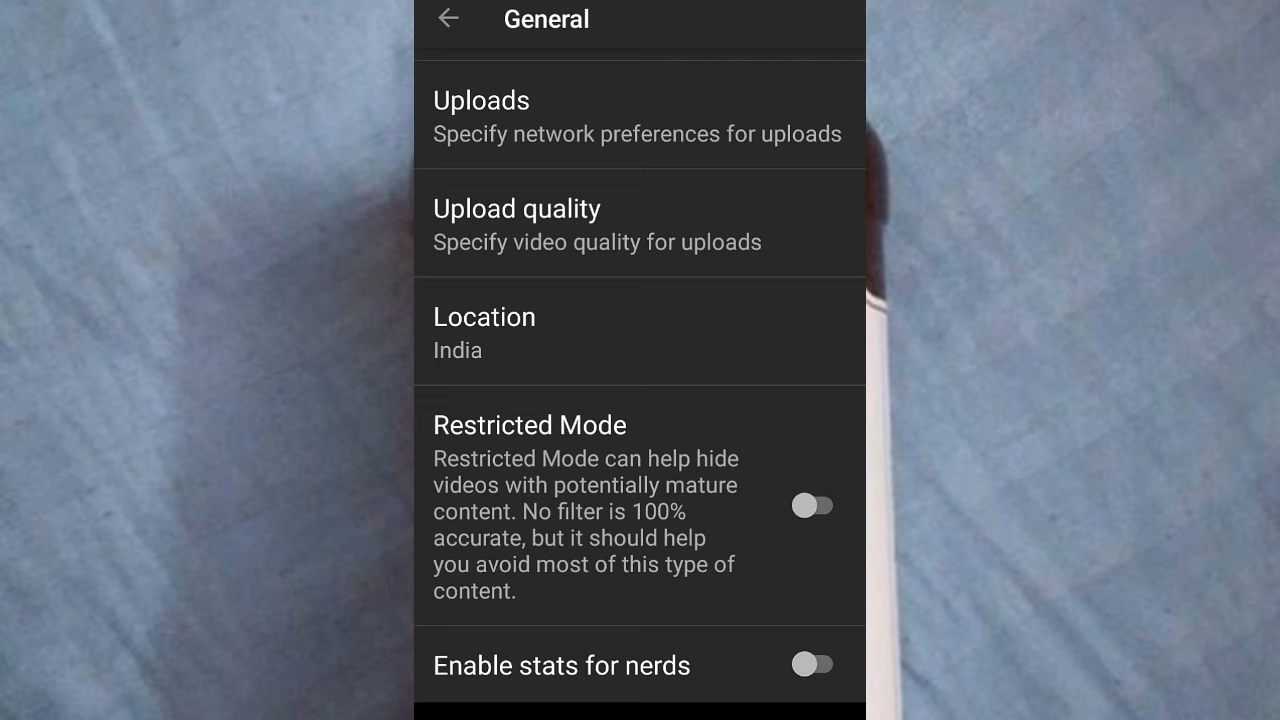 General
Uploads
Specify network preferences for uploads
Upload quality
Specify video quality for uploads
Location
India
Restricted Mode
Restricted Mode can help hide
videos with potentially mature
content. No filter is 100%
accurate, but it should help
you avoid most of this type of
content.
Enable stats for nerds